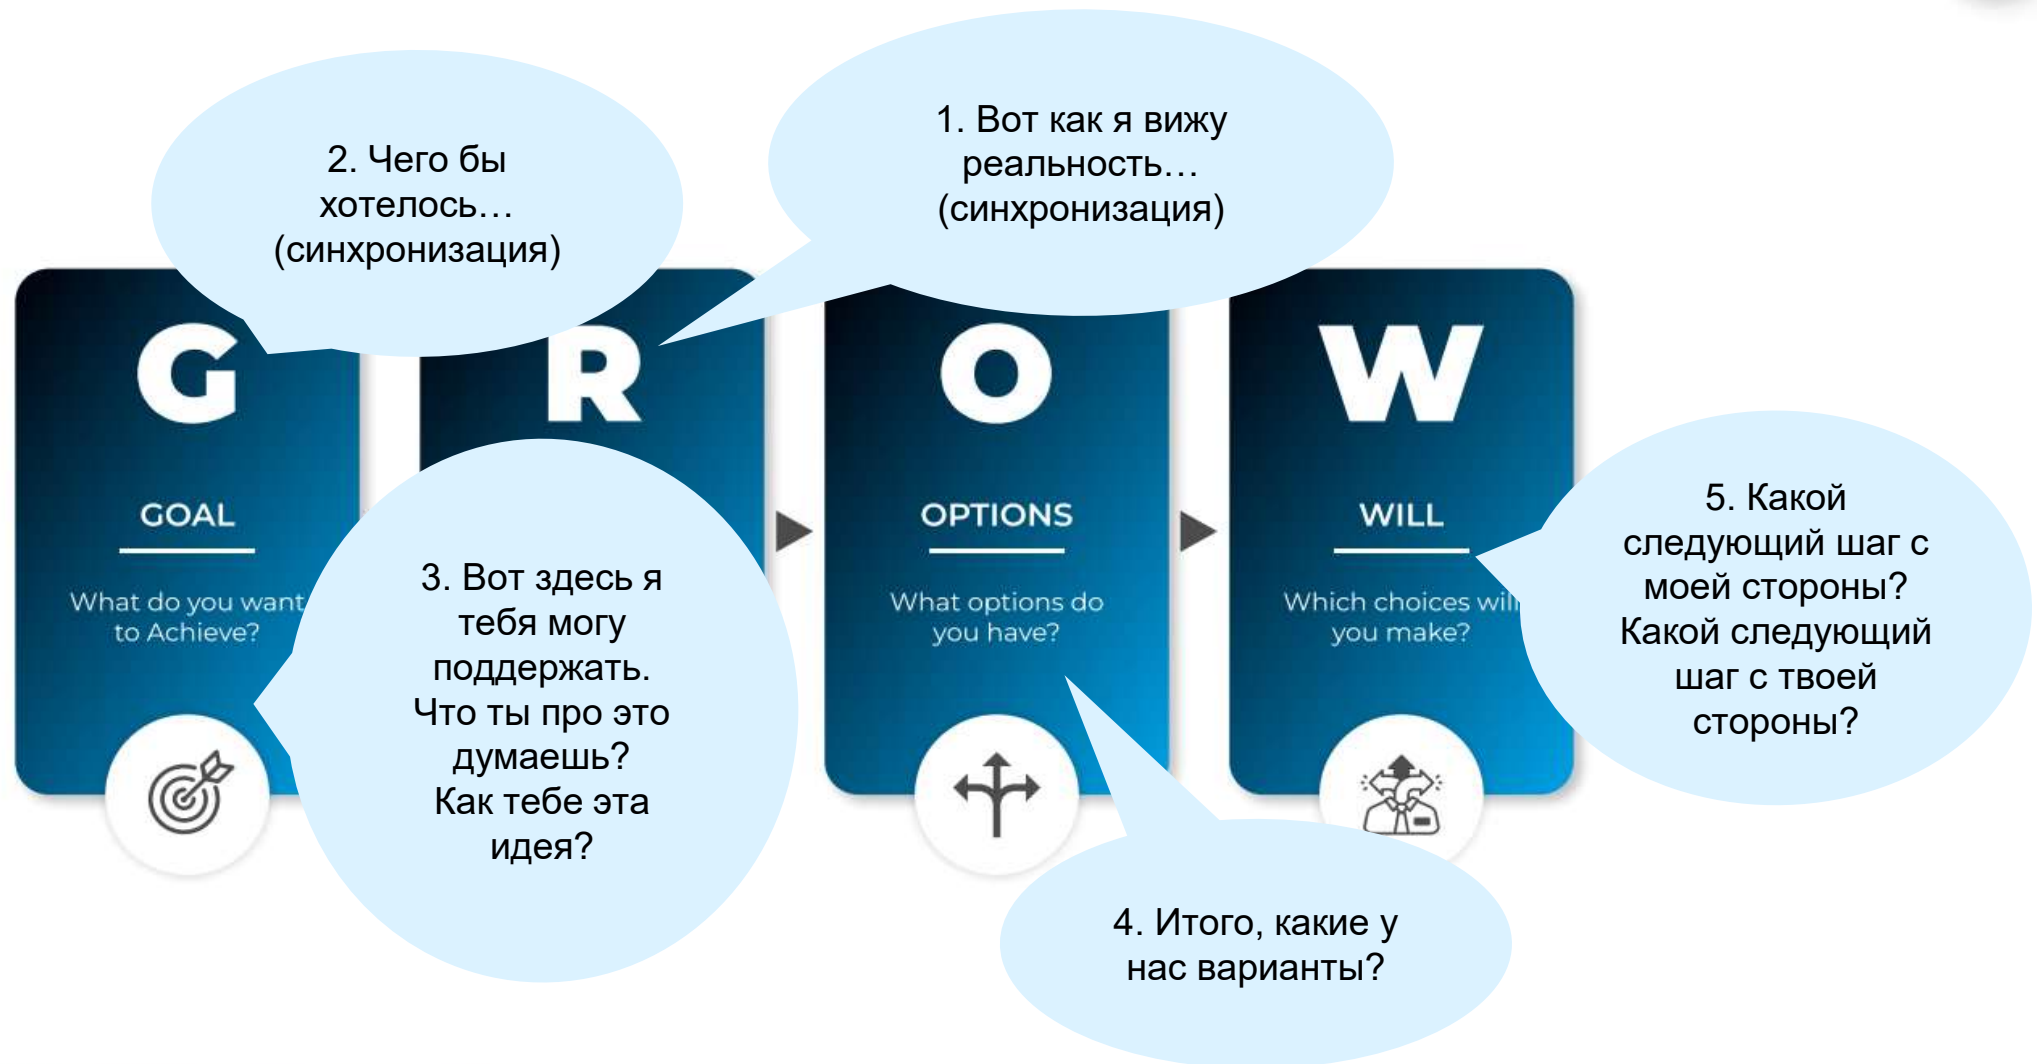 2. Чего бы
хотелось…
(синхронизация)
1. Вот как я вижу
реальность…
(синхронизация)
G
GOAL
What do you want
to Achieve?
R
3. Вот здесь я
тебя могу
поддержать.
Что ты про это
думаешь?
Как тебе эта
идея?
O
OPTIONS
What options do
you have?
4. Итого, какие у
нас варианты?
W
WILL
Which choices will
you make?
5. Какой
следующий шаг с
моей стороны?
Какой следующий
шаг с твоей
стороны?